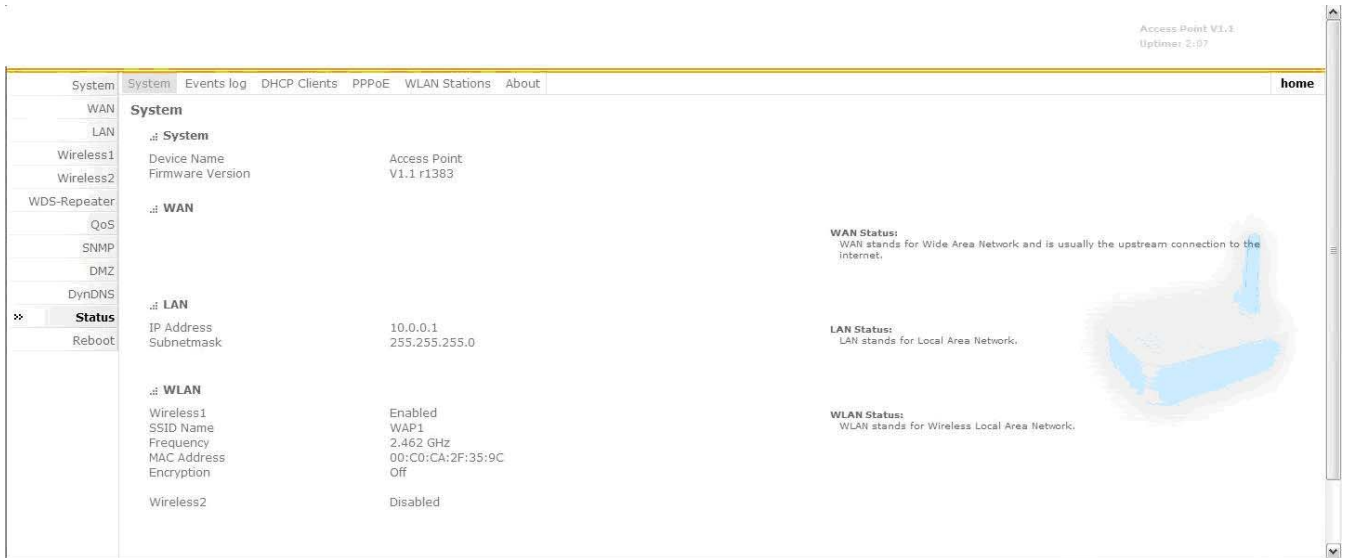 Access Point V1.1
Uptime: 2:07
System
WAN
LAN
Wireless1
Wireless2
WDS-Repeater
QoS
SNMP
DMZ
DynDNS
» Status
Reboot
System Events log DHCP Clients PPPoE WLAN Stations About home
System
.:: System
Device Name Access Point
Firmware Version V1.1 r1383
.:: WAN
WAN Status:
WAN stands for Wide Area Network and is usually the upstream connection to the
internet.
.:: LAN
IP Address 10.0.0.1
Subnetmask 255.255.255.0
LAN Status:
LAN stands for Local Area Network.
.:: WLAN
Wireless1 Enabled
SSID Name WAP1
Frequency 2.462 GHz
MAC Address 00:C0:CA:2F:35:9C
Encryption Off
Wireless2 Disabled
WLAN Status:
WLAN stands for Wireless Local Area Network.